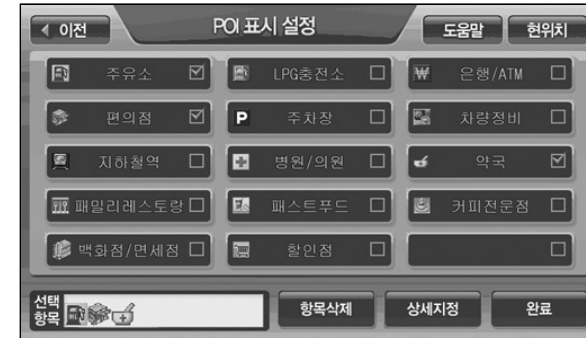 이전 POI 표시 설정 도움말 현위치
주유소 LPG충전소 은행/ATM
편의점 P 주차장 차량정비
지하철역 병원/의원 약국
패밀리레스토랑 패스트푸드 커피전문점
백화점/면세점 할인점
선택
항목 항목삭제 상세지정 완료